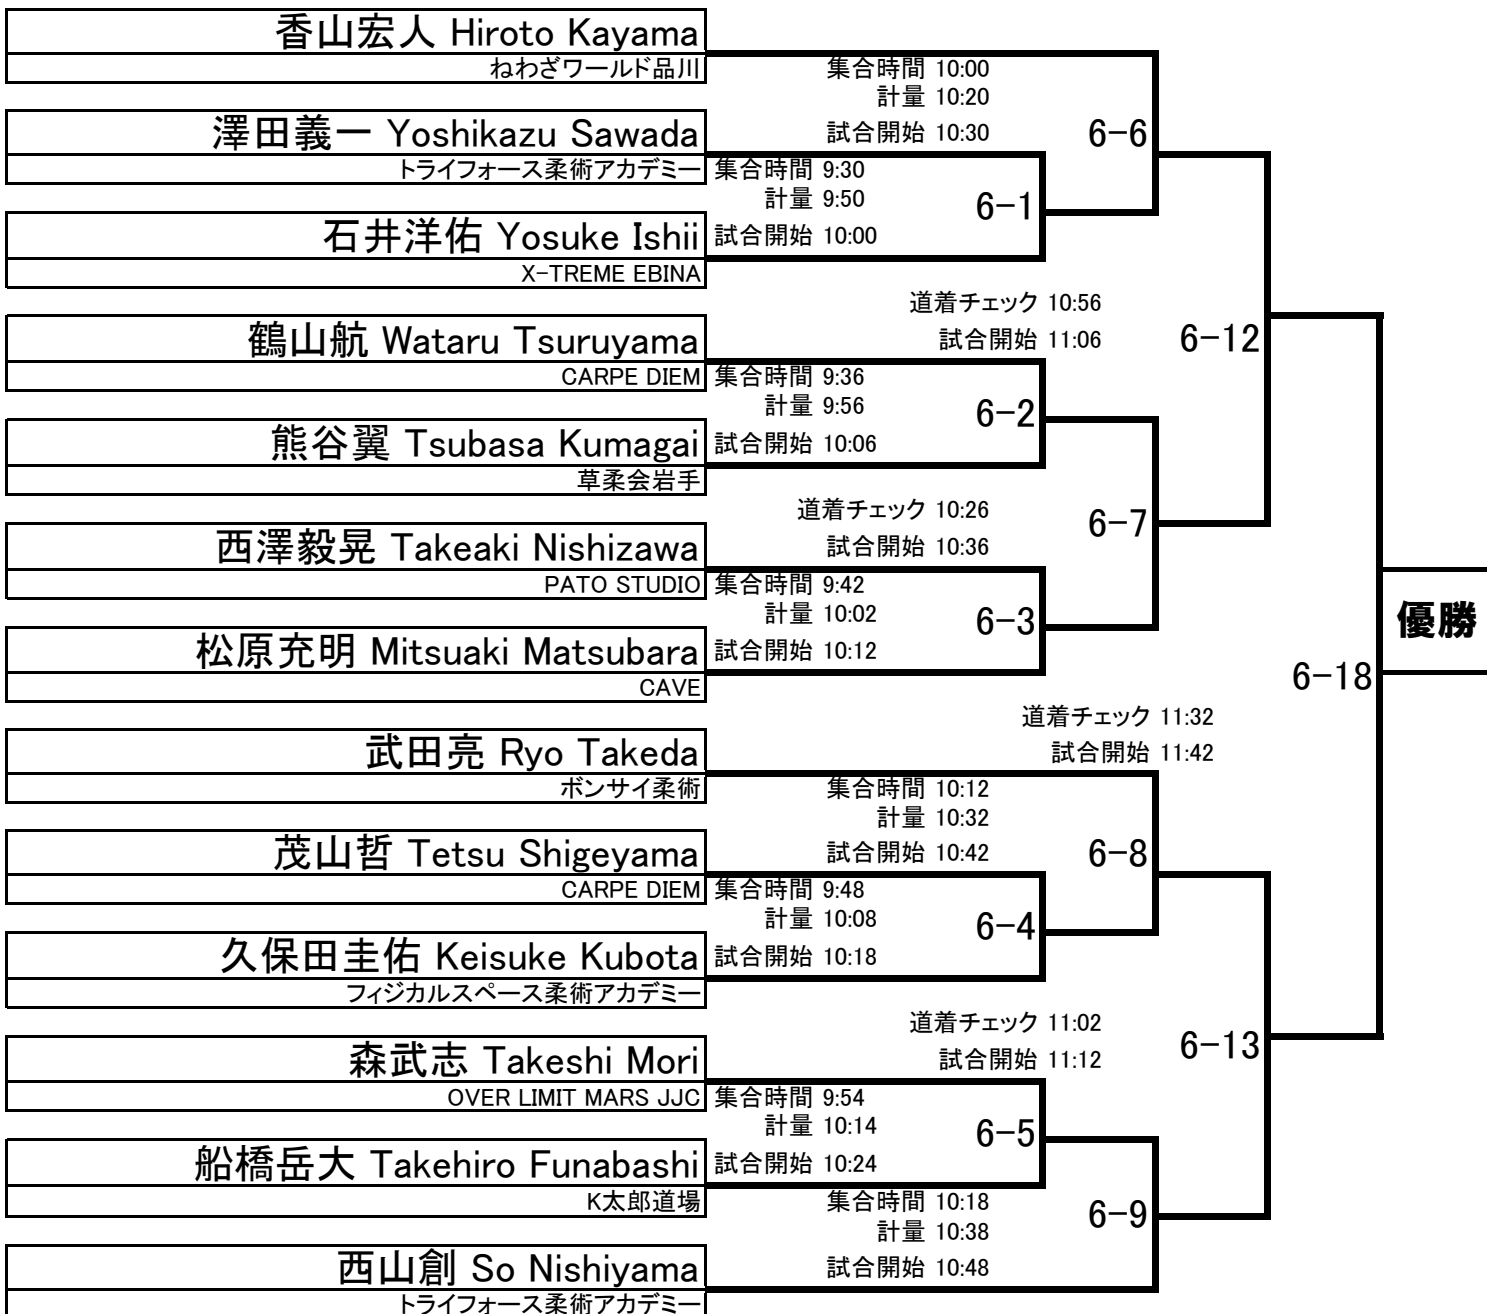 香山宏人 Hiroto Kayama
ねわざワールド品川
集合時間 10:00
計量 10:20
澤田義一 Yoshikazu Sawada
試合開始 10:30
6-6
トライフォース柔術アカデミー
集合時間 9:30
計量 9:50
6-1
石井洋佑 Yosuke Ishii
試合開始 10:00
X-TREME EBINA
道着チェック 10:56
鶴山航 Wataru Tsuruyama
試合開始 11:06
6-12
CARPE DIEM
集合時間 9:36
計量 9:56
6-2
熊谷翼 Tsubasa Kumagai
試合開始 10:06
草柔会岩手
道着チェック 10:26
6-7
西澤毅晃 Takeaki Nishizawa
試合開始 10:36
PATO STUDIO
集合時間 9:42
計量 10:02
6-3
優勝
松原充明 Mitsuaki Matsubara
試合開始 10:12
6-18
CAVE
道着チェック 11:32
武田亮 Ryo Takeda
試合開始 11:42
ボンサイ柔術
集合時間 10:12
計量 10:32
茂山哲 Tetsu Shigeyama
試合開始 10:42
6-8
CARPE DIEM
集合時間 9:48
計量 10:08
6-4
久保田圭佑 Keisuke Kubota
試合開始 10:18
フィジカルスペース柔術アカデミー
道着チェック 11:02
森武志 Takeshi Mori
試合開始 11:12
6-13
OVER LIMIT MARS JJC
集合時間 9:54
計量 10:14
6-5
船橋岳大 Takehiro Funabashi
試合開始 10:24
K太郎道場
集合時間 10:18
計量 10:38
6-9
西山創 So Nishiyama
試合開始 10:48
トライフォース柔術アカデミー